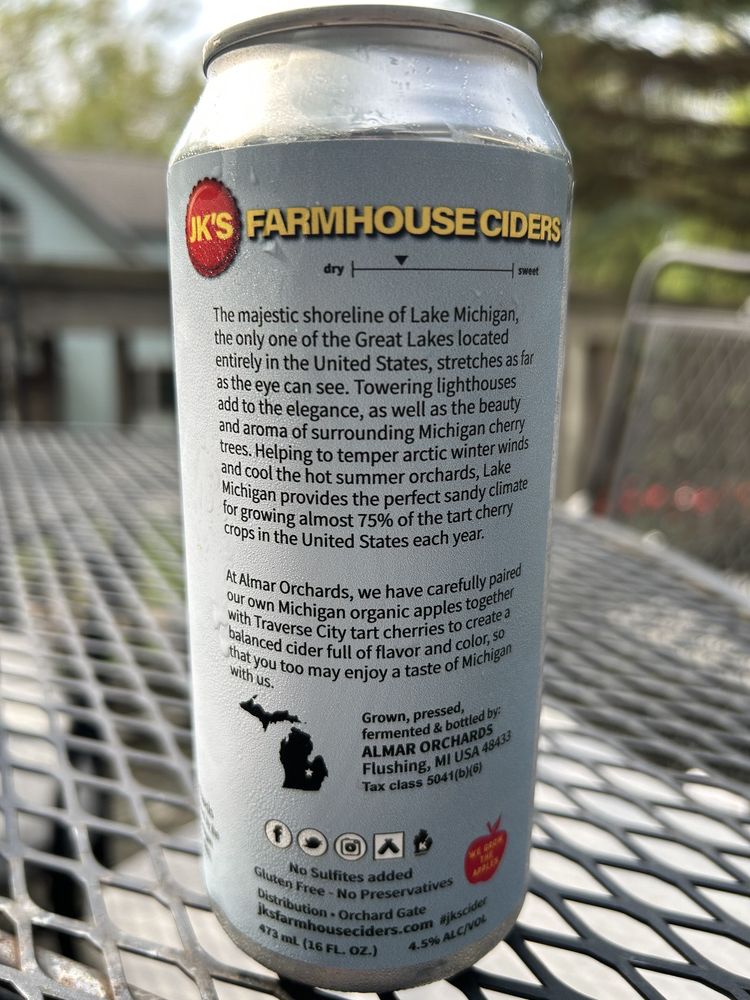 JK'S FARMHOUSE CIDERS
dry sweet
The majestic shoreline of Lake Michigan,
the only one of the Great Lakes located
entirely in the United States, stretches as far
as the eye can see. Towering lighthouses
add to the elegance, as well as the beauty
and aroma of surrounding Michigan cherry
trees. Helping to temper arctic winter winds
and cool the hot summer orchards, Lake
Michigan provides the perfect sandy climate
for growing almost 75% of the tart cherry
crops in the United States each year.
At Almar Orchards, we have carefully paired
our own Michigan organic apples together
with Traverse City tart cherries to create a
balanced cider full of flavor and color, so
that you too may enjoy a taste of Michigan
with us.
Grown, pressed,
fermented & bottled by:
ALMAR ORCHARDS
Flushing, MI USA 48433
Tax class 5041(b)(6)
WE GROW
THE
APPLES
No Sulfites added
Gluten Free - No Preservatives
Distribution • Orchard Gate
jksfarmhouseciders.com #jkscider
473 mL (16 FL. OZ.) 4.5% ALC/VOL